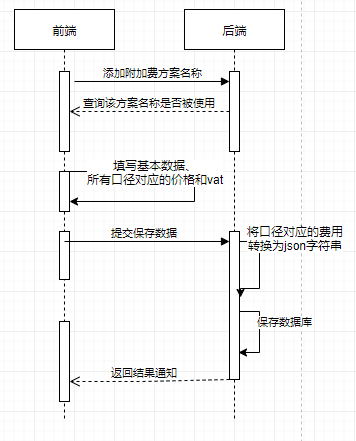 前端
后端
添加附加费方案名称
查询该方案名称是否被使用
填写基本数据、
所有口径对应的价格和vat
提交保存数据
将口径对应的费用
转换为json字符串
保存数据库
返回结果通知